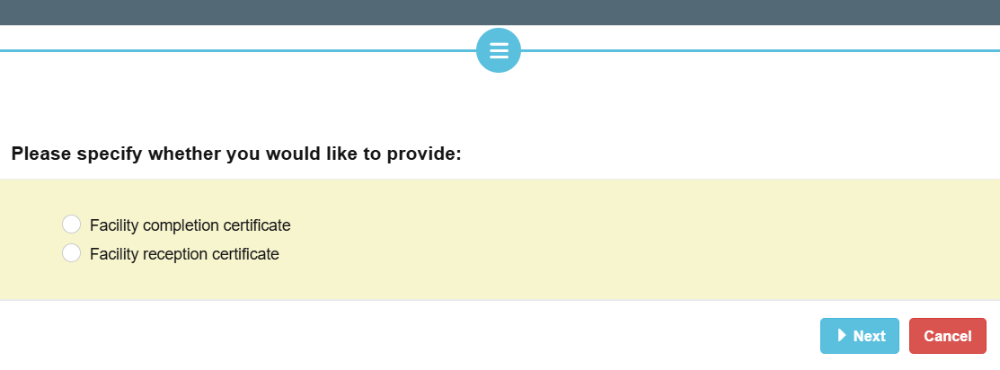 Please specify whether you would like to provide:
Facility completion certificate
Facility reception certificate
Next
Cancel